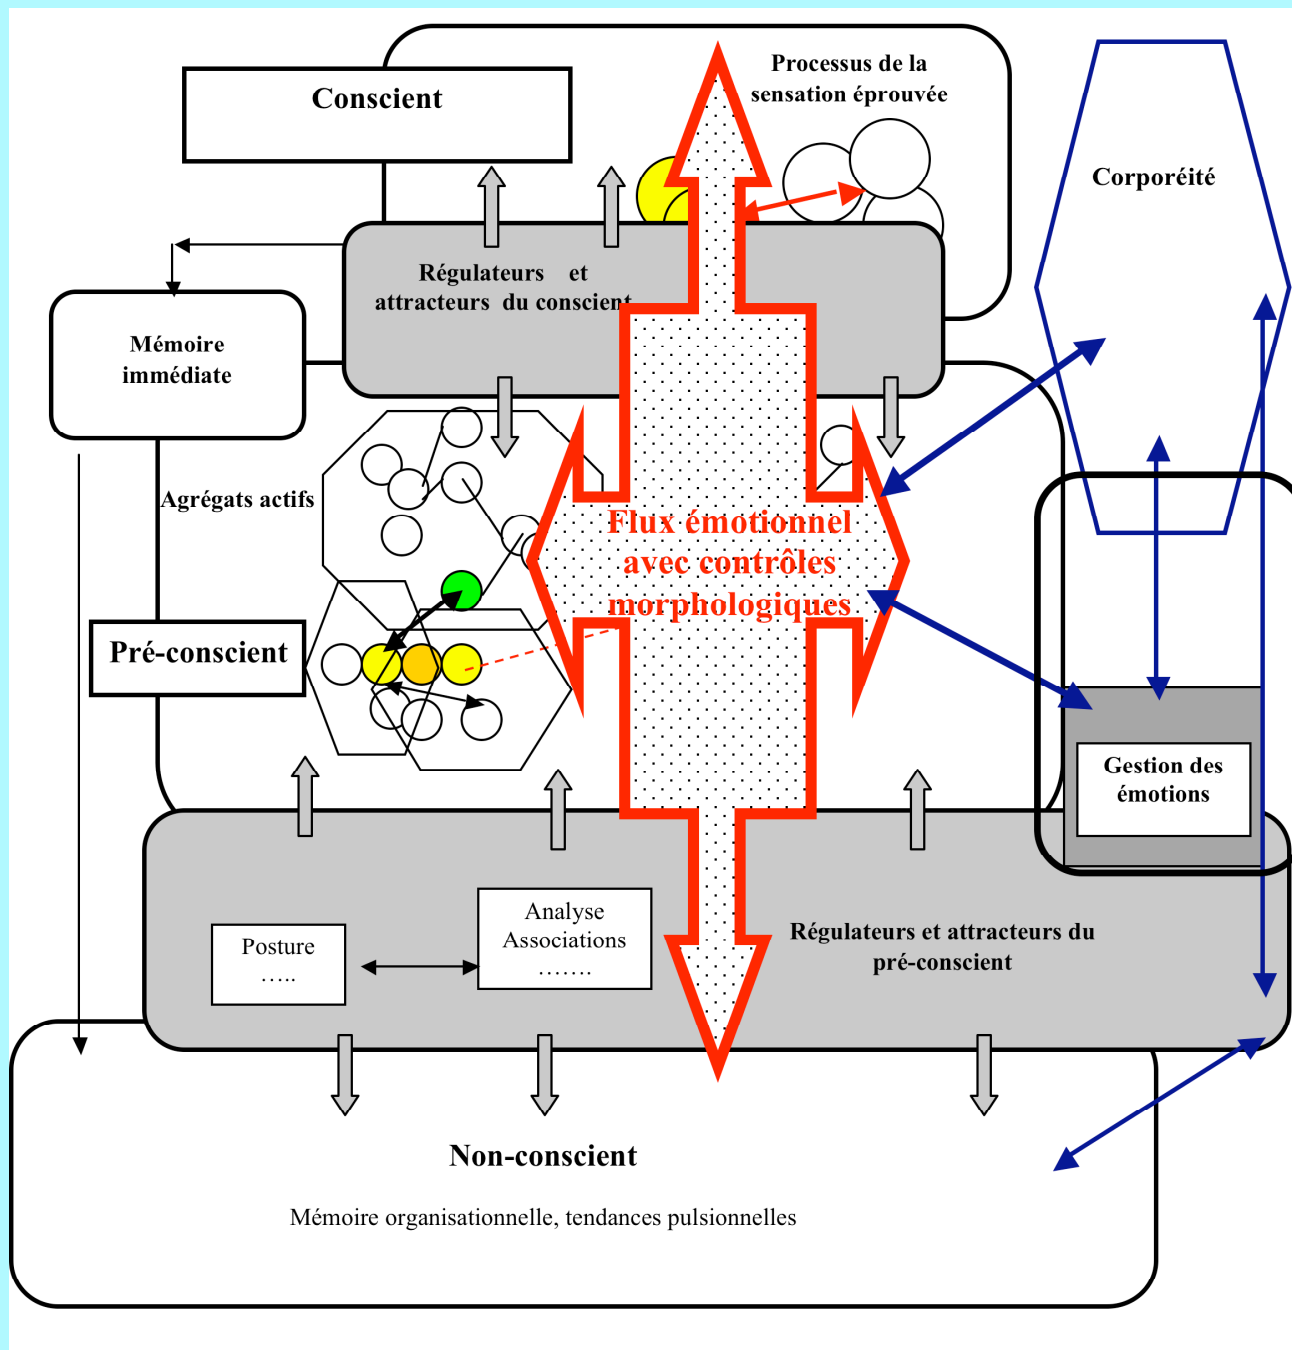 Conscient
Processus de la
sensation éprouvée
Corporéité
Régulateurs et
attracteurs du conscient
Mémoire
immédiate
Agrégats actifs
Flux émotionnel
avec contrôles
morphologiques
Pré-conscient
Gestion des
émotions
Analyse
Associations
…….
Posture
…..
Régulateurs et attracteurs du
pré-conscient
Non-conscient
Mémoire organisationnelle, tendances pulsionnelles